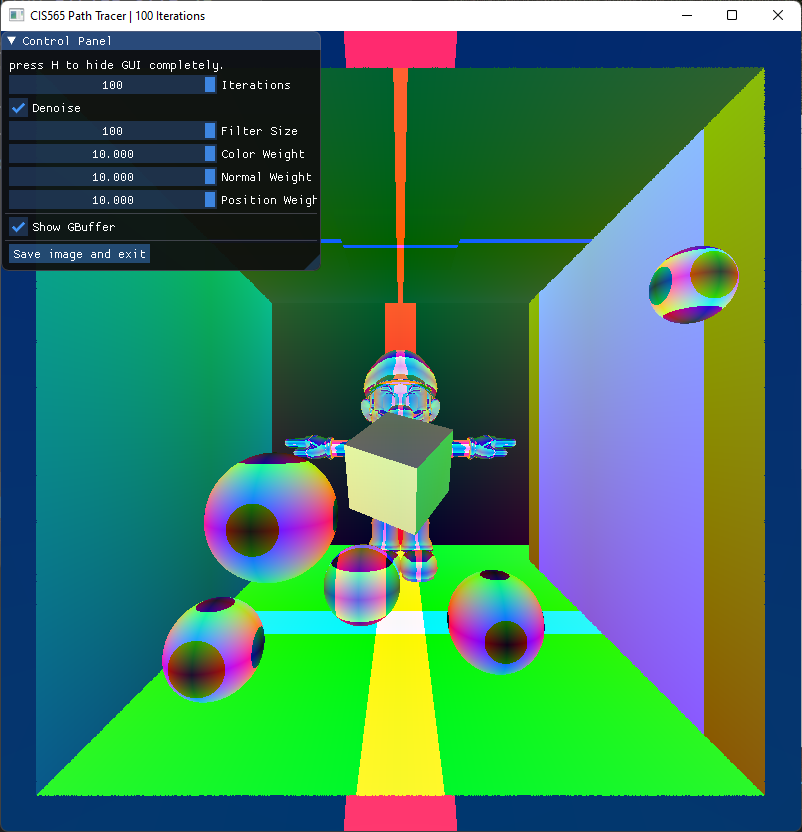 CIS565 Path Tracer | 100 Iterations
Control Panel
press H to hide GUI completely.
100 Iterations
Denoise
100 Filter Size
10.000 Color Weight
10.000 Normal Weight
10.000 Position Weigh
Show GBuffer
Save image and exit